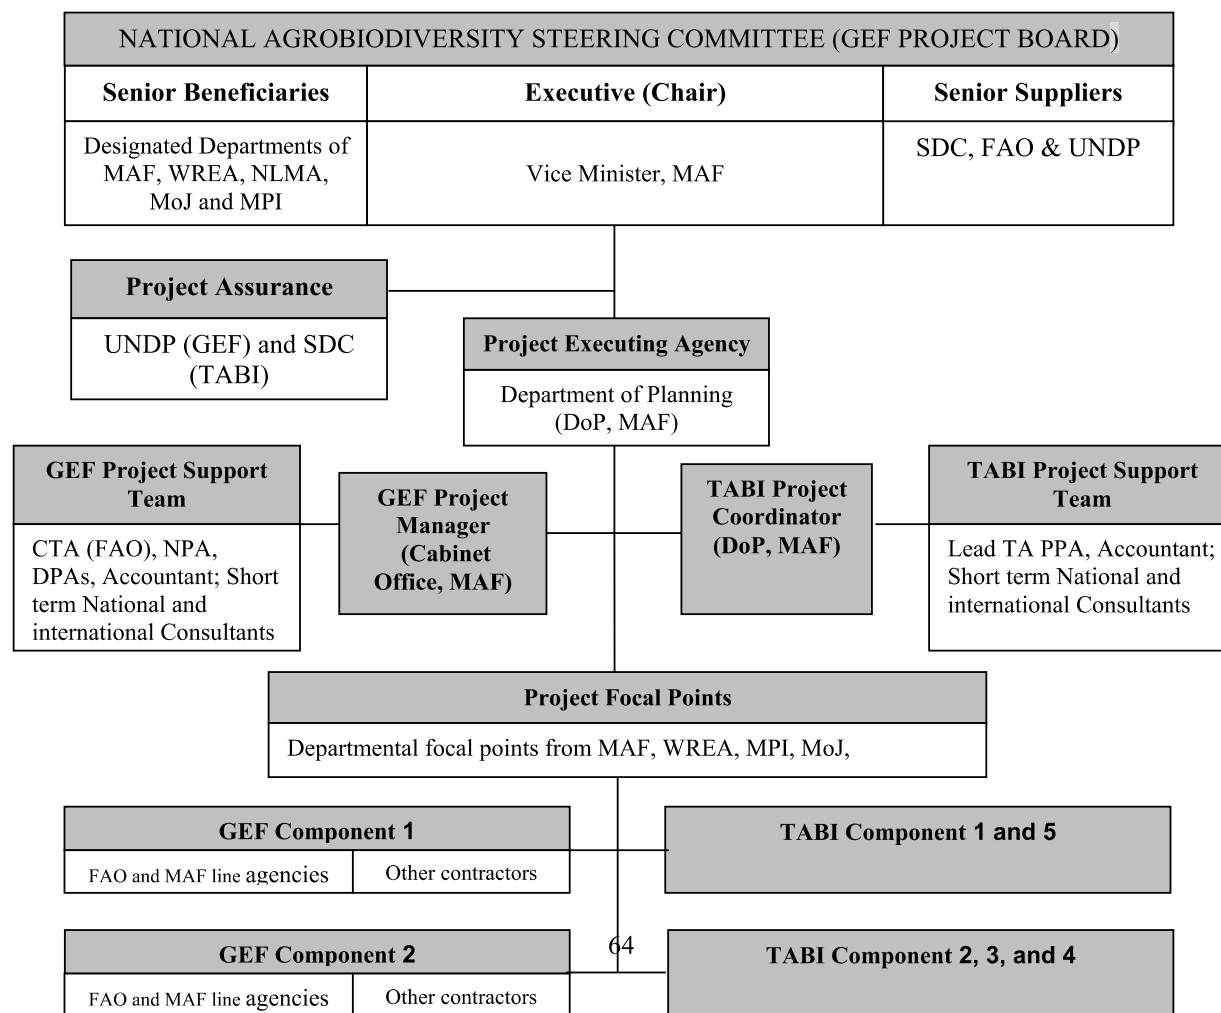 NATIONAL AGROBIODIVERSITY STEERING COMMITTEE (GEF PROJECT BOARD)
Senior Beneficiaries
Executive (Chair)
Senior Suppliers
Designated Departments of
MAF, WREA, NLMA,
MoJ and MPI
Vice Minister, MAF
SDC, FAO & UNDP
Project Assurance
UNDP (GEF) and SDC
(TABI)
Project Executing Agency
Department of Planning
(DoP, MAF)
GEF Project Support
Team
CTA (FAO), NPA,
DPAs, Accountant; Short
term National and
international Consultants
GEF Project
Manager
(Cabinet
Office, MAF)
TABI Project
Coordinator
(DoP, MAF)
TABI Project Support
Team
Lead TA PPA, Accountant;
Short term National and
international Consultants
Project Focal Points
Departmental focal points from MAF, WREA, MPI, MoJ,
GEF Component 1
FAO and MAF line agencies
Other contractors
TABI Component 1 and 5
GEF Component 2
FAO and MAF line agencies
Other contractors
64
TABI Component 2, 3, and 4